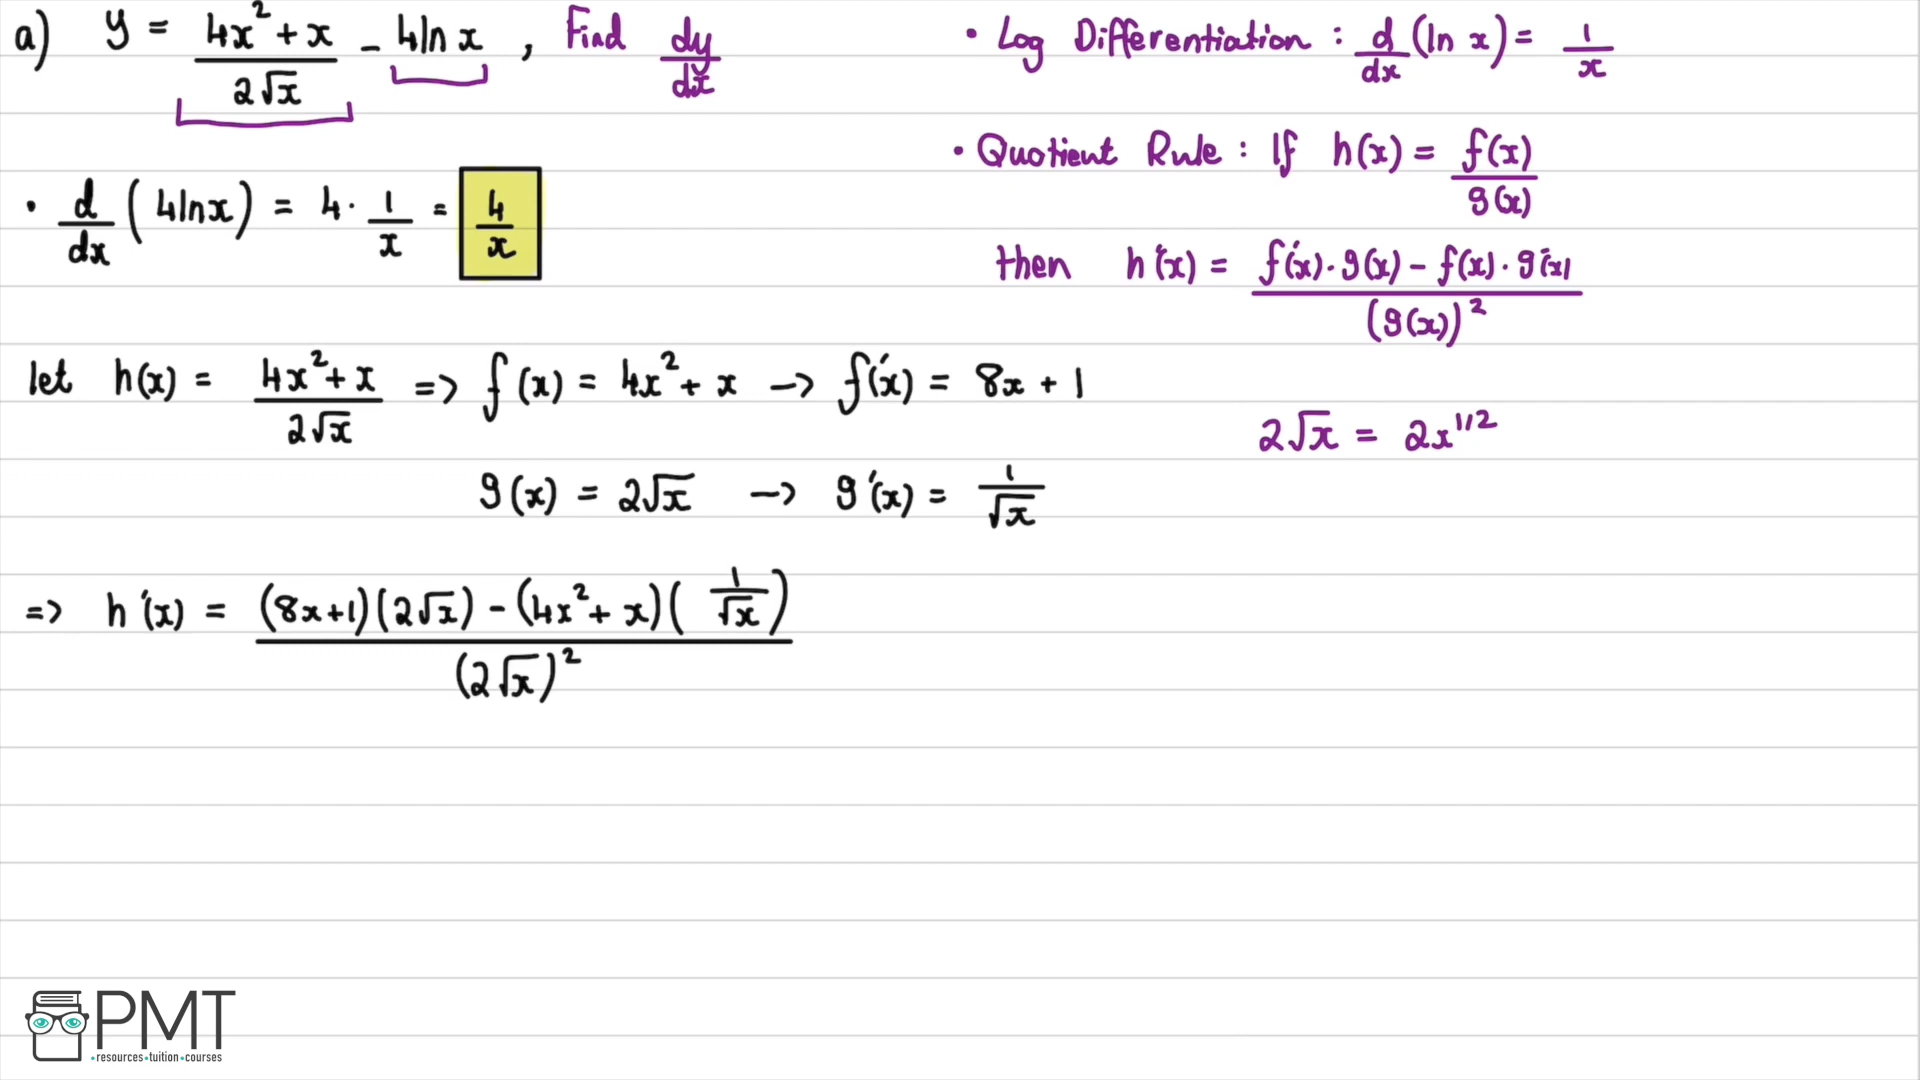 a) y = (4x² + x)/(2√x) - 4ln x , Find dy/dx
• d/dx (4lnx) = 4 · 1/x = 4/x
• Log Differentiation : d/dx (ln x) = 1/x
• Quotient Rule : If h(x) = f(x)/g(x)
then h'(x) = (f'(x) · g(x) - f(x) · g'(x))/(g(x))²
let h(x) = (4x² + x)/(2√x) => f(x) = 4x² + x -> f'(x) = 8x + 1
2√x = 2x^1/2
g(x) = 2√x -> g'(x) = 1/√x
=> h'(x) = ((8x+1)(2√x) - (4x² + x)(1/√x))/(2√x)²
PMT
•resources•tuition•courses